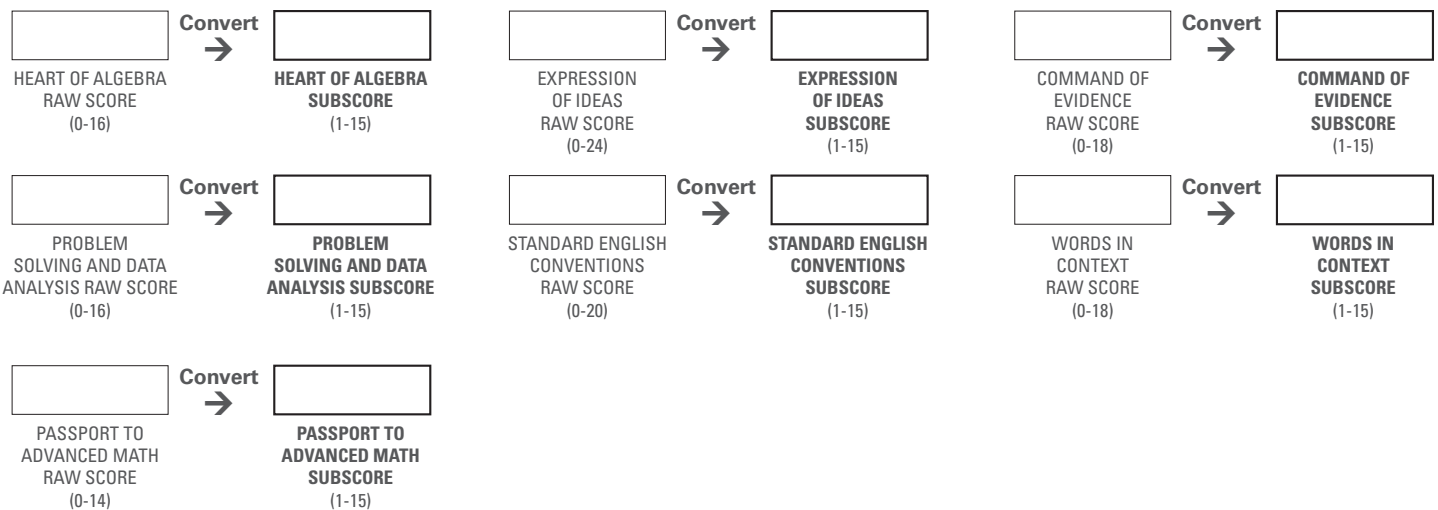 Convert
→
HEART OF ALGEBRA
RAW SCORE
(0-16)
HEART OF ALGEBRA
SUBSCORE
(1-15)
Convert
→
EXPRESSION
OF IDEAS
RAW SCORE
(0-24)
EXPRESSION
OF IDEAS
SUBSCORE
(1-15)
Convert
→
COMMAND OF
EVIDENCE
RAW SCORE
(0-18)
COMMAND OF
EVIDENCE
SUBSCORE
(1-15)
Convert
→
PROBLEM
SOLVING AND DATA
ANALYSIS RAW SCORE
(0-16)
PROBLEM
SOLVING AND DATA
ANALYSIS SUBSCORE
(1-15)
Convert
→
STANDARD ENGLISH
CONVENTIONS
RAW SCORE
(0-20)
STANDARD ENGLISH
CONVENTIONS
SUBSCORE
(1-15)
Convert
→
WORDS IN
CONTEXT
RAW SCORE
(0-18)
WORDS IN
CONTEXT
SUBSCORE
(1-15)
Convert
→
PASSPORT TO
ADVANCED MATH
RAW SCORE
(0-14)
PASSPORT TO
ADVANCED MATH
SUBSCORE
(1-15)